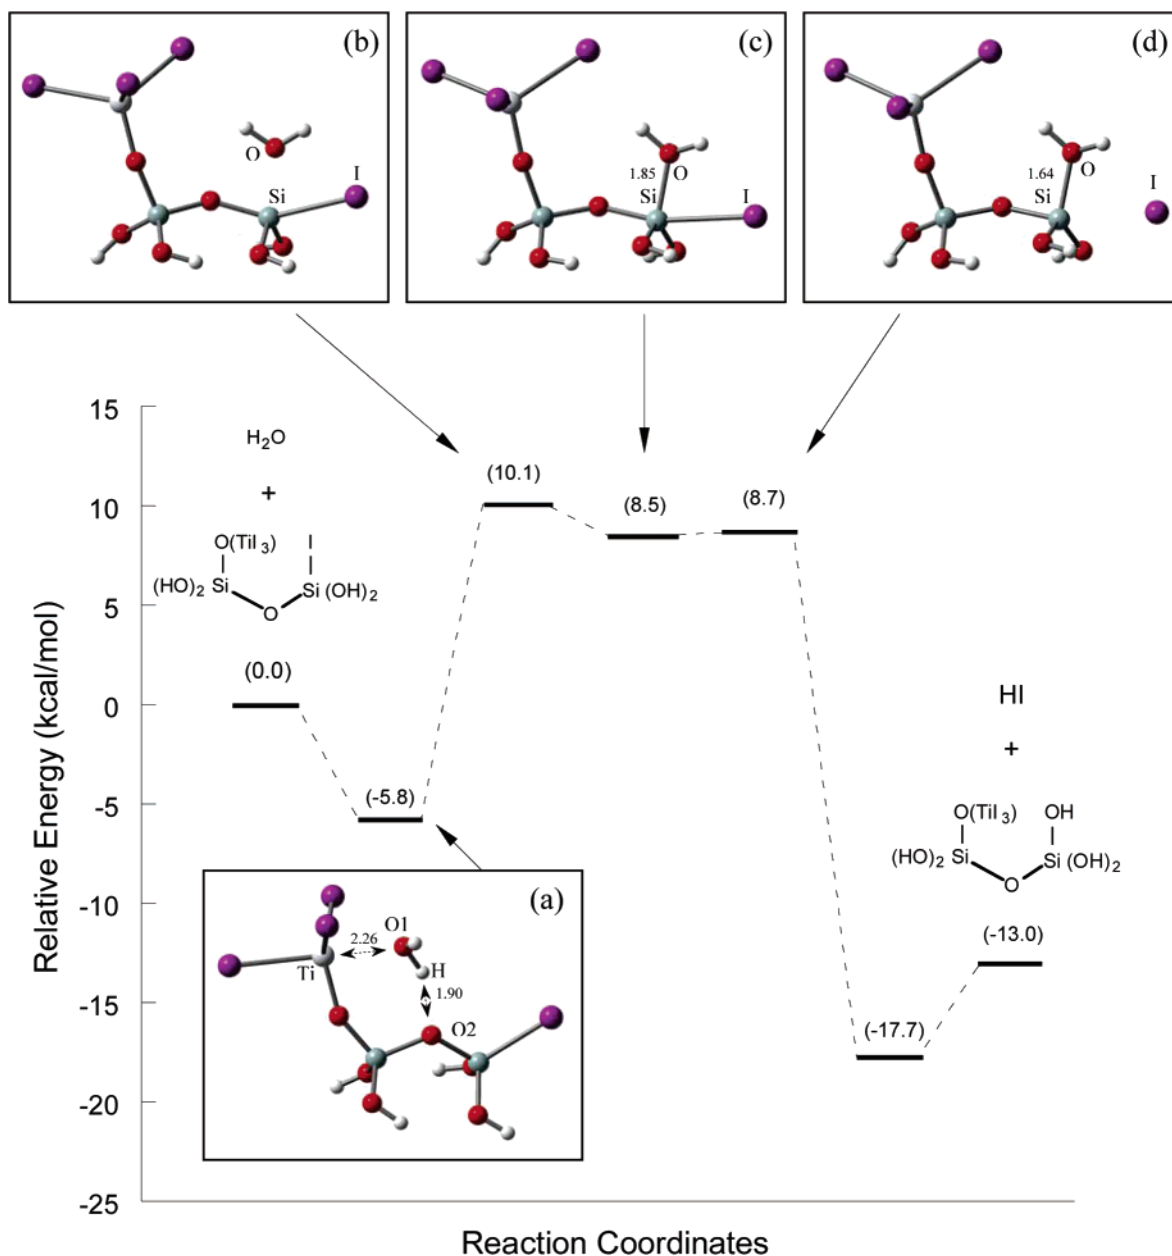 (b)
O
I
Si
(c)
1.85
Si
O
I
(d)
1.64
Si
O
I
Relative Energy (kcal/mol)
15
10
5
0
-5
-10
-15
-20
-25
H2O
+
O(TiI3)
I
(HO)2
Si
Si
(OH)2
O
(0.0)
(-5.8)
(10.1)
(8.5)
(8.7)
(-17.7)
(-13.0)
HI
+
O(TiI3)
OH
(HO)2
Si
Si
(OH)2
O
(a)
O1
2.26
Ti
H
1.90
O2
Reaction Coordinates